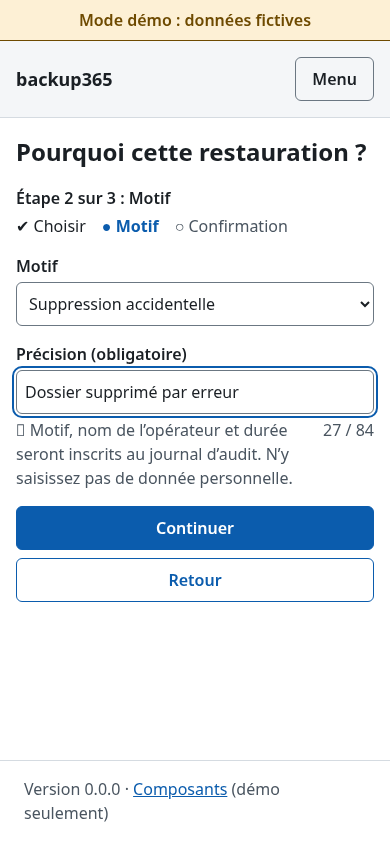 Mode démo : données fictives
backup365
Menu
Pourquoi cette restauration ?
Étape 2 sur 3 : Motif
✔ Choisir ● Motif ○ Confirmation
Motif
Suppression accidentelle
Précision (obligatoire)
Dossier supprimé par erreur
Motif, nom de l’opérateur et durée 27 / 84
seront inscrits au journal d’audit. N’y
saisissez pas de donnée personnelle.
Continuer
Retour
Version 0.0.0 · Composants (démo
seulement)